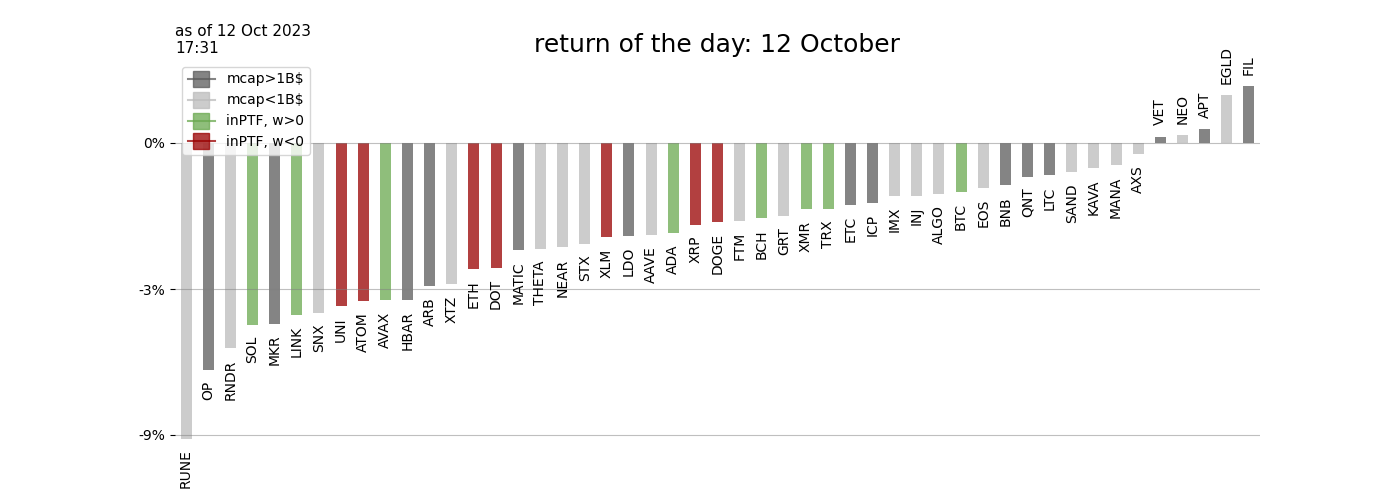 as of 12 Oct 2023
17:31
return of the day: 12 October
mcap>1B$
mcap<1B$
inPTF, w>0
inPTF, w<0
0%
-3%
-9%
RUNE
OP
RNDR
SOL
MKR
LINK
SNX
UNI
ATOM
AVAX
HBAR
ARB
XTZ
ETH
DOT
MATIC
THETA
NEAR
STX
XLM
LDO
AAVE
ADA
XRP
DOGE
FTM
BCH
GRT
XMR
TRX
ETC
ICP
IMX
INJ
ALGO
BTC
EOS
BNB
QNT
LTC
SAND
KAVA
MANA
AXS
VET
NEO
APT
EGLD
FIL